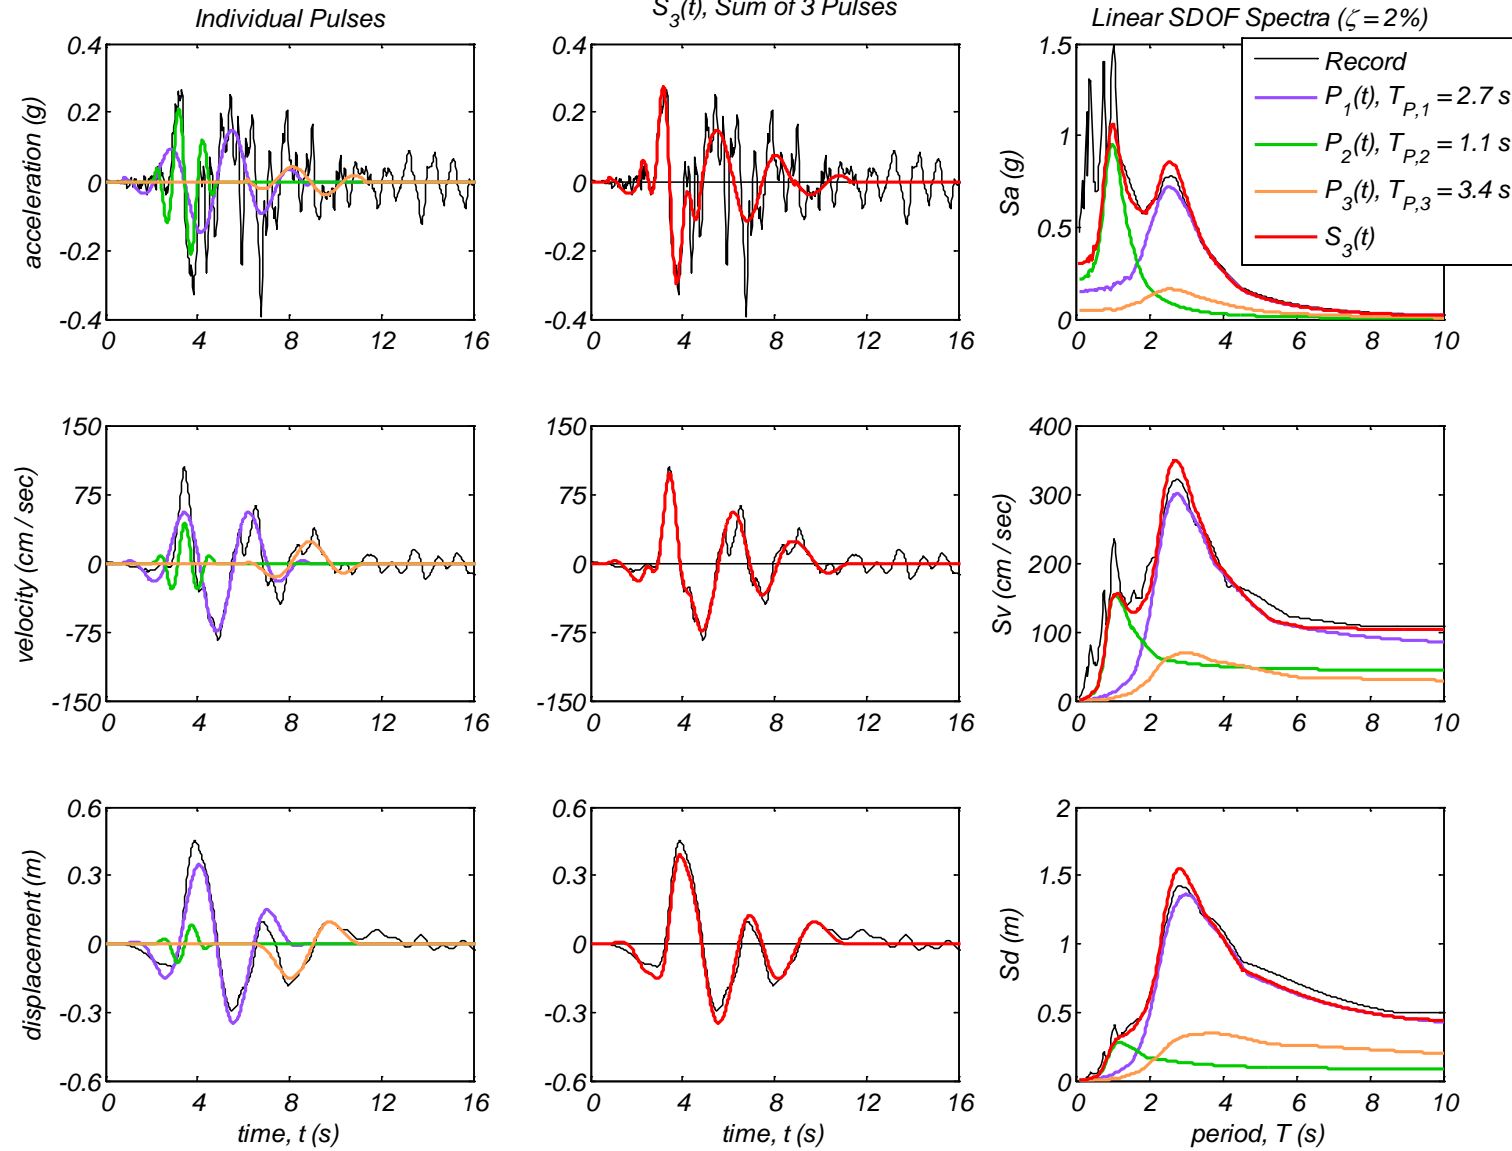 Individual Pulses
S3(t), Sum of 3 Pulses
Linear SDOF Spectra (ζ = 2%)
acceleration (g)
0.4
0.2
0
-0.2
-0.4
0 4 8 12 16
0.4
0.2
0
-0.2
-0.4
0 4 8 12 16
Sa (g)
1.5
1
0.5
0
0 2 4 6 8 10
Record
P1(t), TP,1 = 2.7 s
P2(t), TP,2 = 1.1 s
P3(t), TP,3 = 3.4 s
S3(t)
velocity (cm / sec)
150
75
0
-75
-150
0 4 8 12 16
150
75
0
-75
-150
0 4 8 12 16
Sv (cm / sec)
400
300
200
100
0
0 2 4 6 8 10
displacement (m)
0.6
0.3
0
-0.3
-0.6
0 4 8 12 16
time, t (s)
0.6
0.3
0
-0.3
-0.6
0 4 8 12 16
time, t (s)
Sd (m)
2
1.5
1
0.5
0
0 2 4 6 8 10
period, T (s)